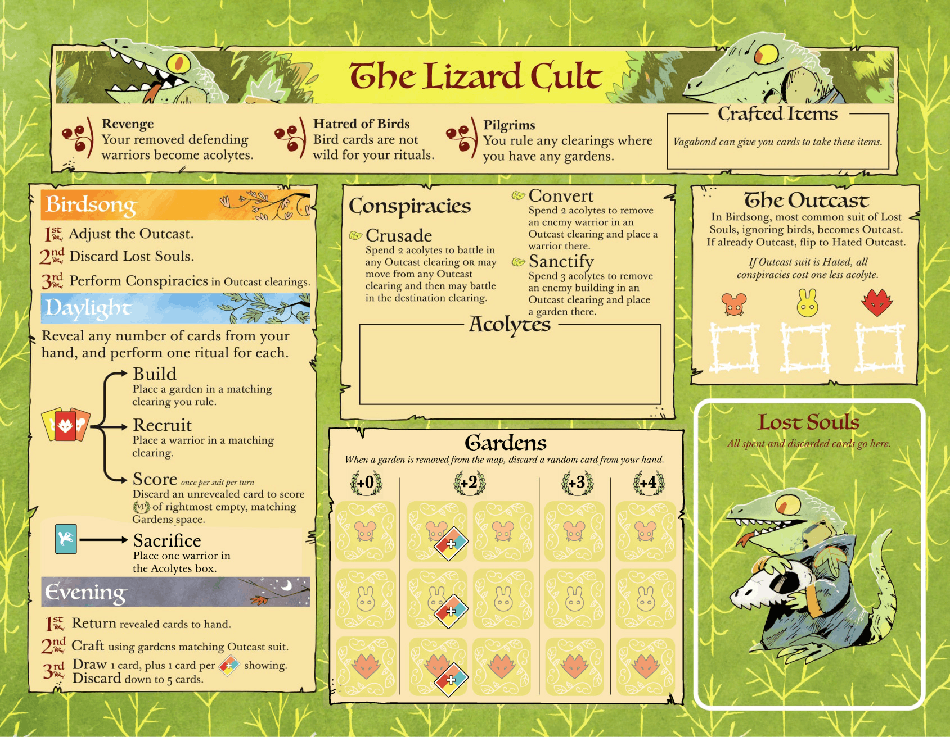 The Lizard Cult
Revenge
Your removed defending
warriors become acolytes.
Hatred of Birds
Bird cards are not
wild for your rituals.
Pilgrims
You rule any clearings where
you have any gardens.
Crafted Items
Vagabond can give you cards to take these items.
Birdsong
1st Adjust the Outcast.
2nd Discard Lost Souls.
3rd Perform Conspiracies in Outcast clearings.
Daylight
Reveal any number of cards from your
hand, and perform one ritual for each.
Build
Place a garden in a matching
clearing you rule.
Recruit
Place a warrior in a matching
clearing.
Score once per suit per turn
Discard an unrevealed card to score
of rightmost empty, matching
Gardens space.
Sacrifice
Place one warrior in
the Acolytes box.
Evening
1st Return revealed cards to hand.
2nd Craft using gardens matching Outcast suit.
3rd Draw 1 card, plus 1 card per showing.
Discard down to 5 cards.
Conspiracies
Crusade
Spend 2 acolytes to battle in
any Outcast clearing or may
move from any Outcast
clearing and then may battle
in the destination clearing.
Convert
Spend 2 acolytes to remove
an enemy warrior in an
Outcast clearing and place a
warrior there.
Sanctify
Spend 3 acolytes to remove
an enemy building in an
Outcast clearing and place
a garden there.
Acolytes
Gardens
When a garden is removed from the map, discard a random card from your hand.
+0 +2 +3 +4
The Outcast
In Birdsong, most common suit of Lost
Souls, ignoring birds, becomes Outcast.
If already Outcast, flip to Hated Outcast.
If Outcast suit is Hated, all
conspiracies cost one less acolyte.
Lost Souls
All spent and discarded cards go here.